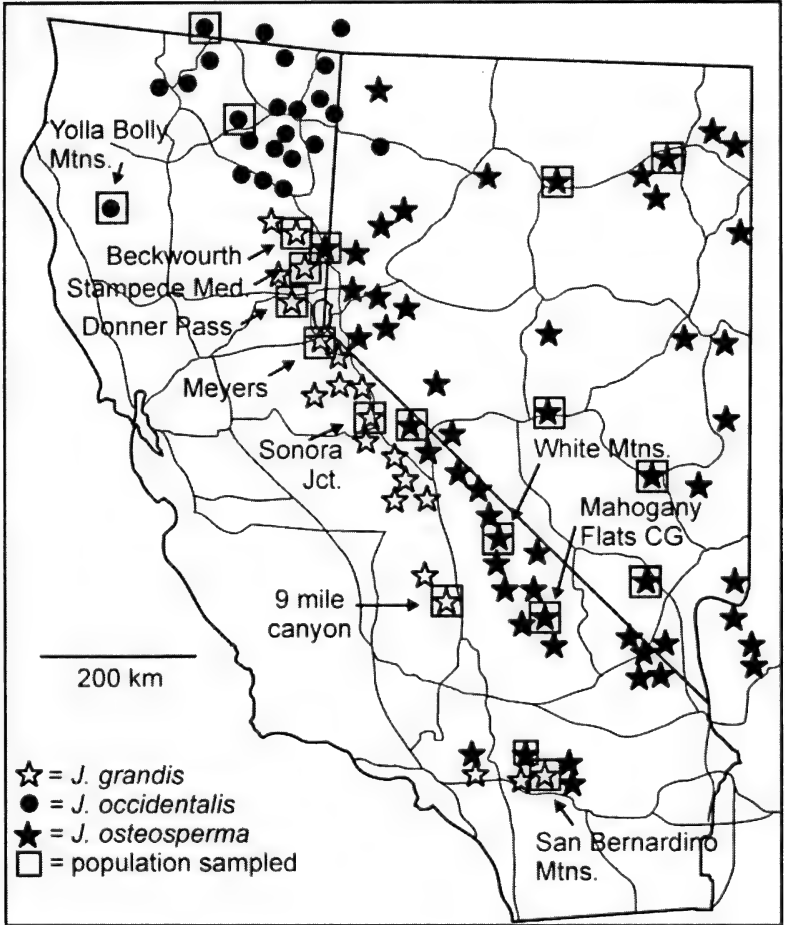 Yolla Bolly
Mtns.
Beckwourth
Stampede Med
Donner Pass
Meyers
Sonora
Jct.
White Mtns.
Mahogany
Flats CG
9 mile
canyon
200 km
= J. grandis
= J. occidentalis
= J. osteosperma
= population sampled
San Bernardino
Mtns.